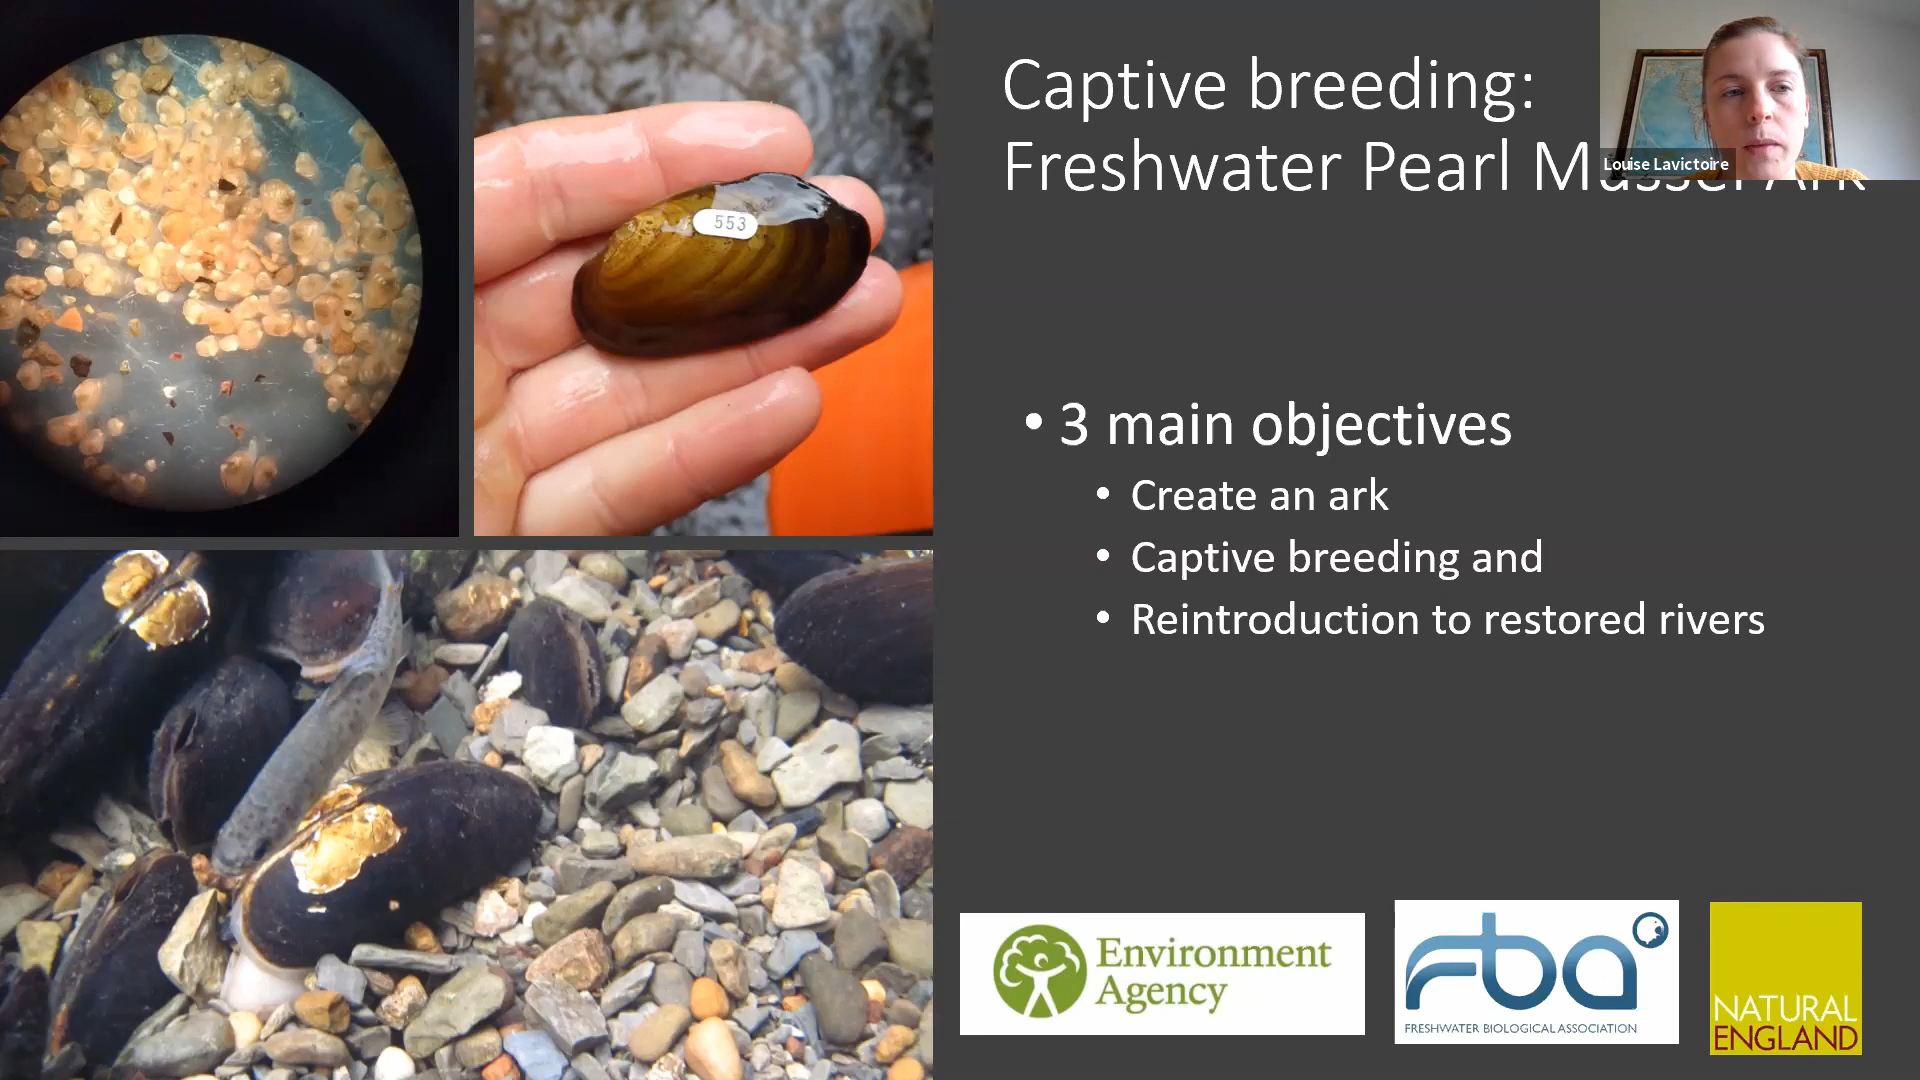 Captive breeding:
Freshwater Pearl Mussel Ark
Louise Lavictoire
553
• 3 main objectives
• Create an ark
• Captive breeding and
• Reintroduction to restored rivers
Environment
Agency
fba
FRESHWATER BIOLOGICAL ASSOCIATION
NATURAL
ENGLAND